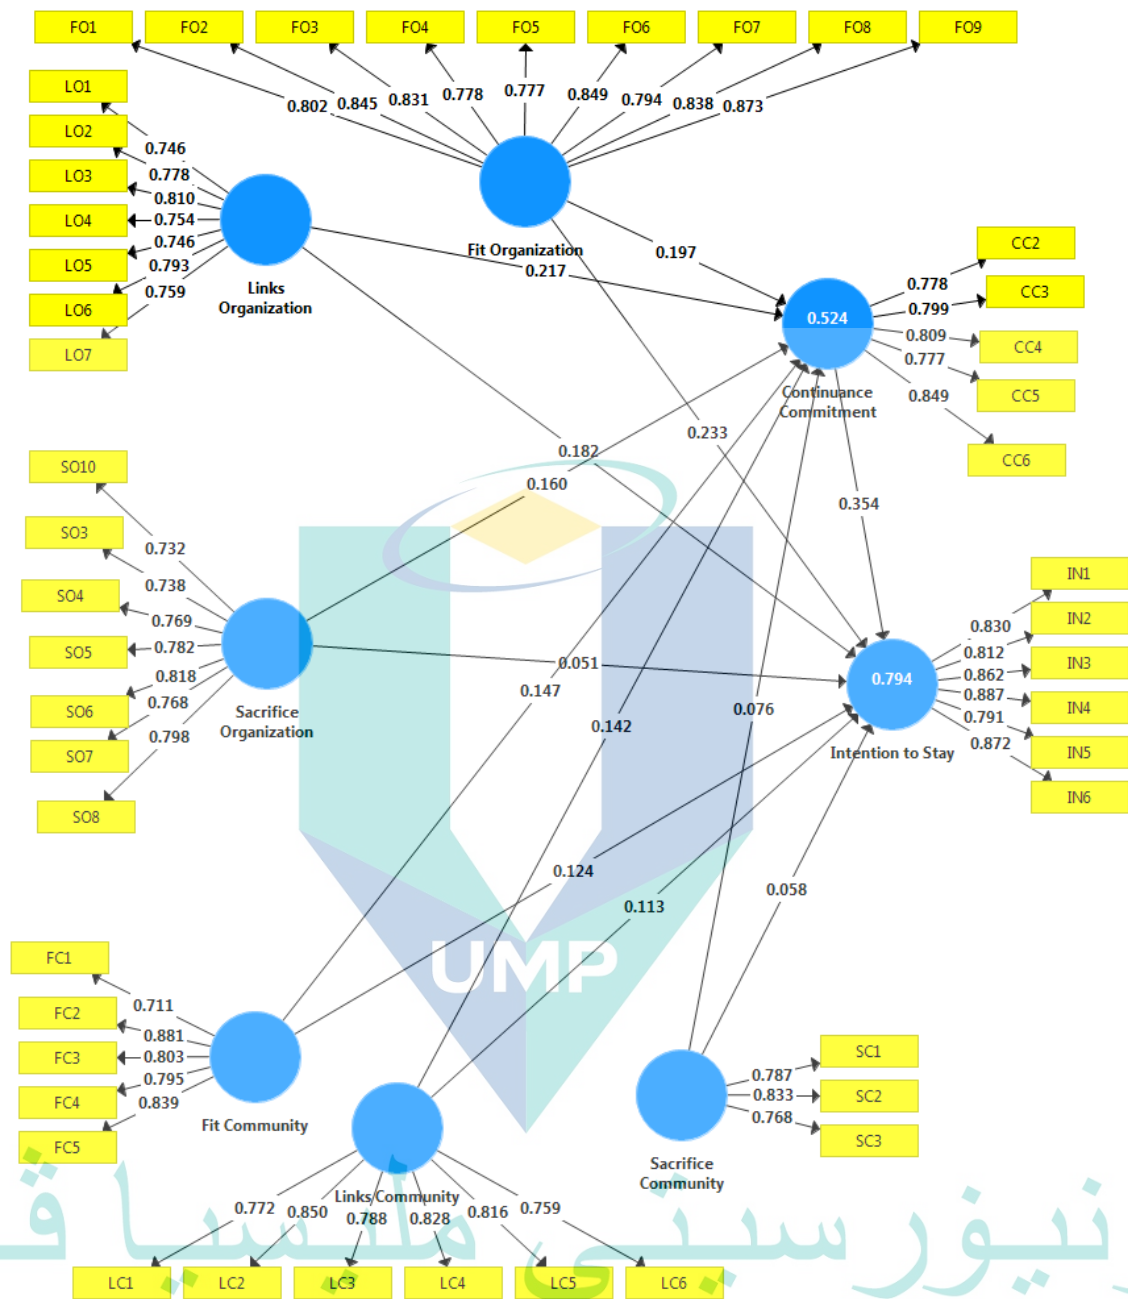 FO1 FO2 FO3 FO4 FO5 FO6 FO7 FO8 FO9
0.802 0.845 0.831 0.778 0.777 0.849 0.794 0.838 0.873
Fit Organization
LO1
LO2
LO3
LO4
LO5
LO6
LO7
0.746
0.778
0.810
0.754
0.746
0.793
0.759
Links
Organization
0.197
0.217
0.182
0.233
0.524
Continuance
Commitment
CC2
CC3
CC4
CC5
CC6
0.778
0.799
0.809
0.777
0.849
0.354
SO10
SO3
SO4
SO5
SO6
SO7
SO8
0.732
0.738
0.769
0.782
0.818
0.768
0.798
Sacrifice
Organization
0.160
0.051
0.147
0.142
0.076
0.794
Intention to Stay
IN1
IN2
IN3
IN4
IN5
IN6
0.830
0.812
0.862
0.887
0.791
0.872
0.124
0.113
0.058
UMP
FC1
FC2
FC3
FC4
FC5
0.711
0.881
0.803
0.795
0.839
Fit Community
Links Community
0.772 0.850 0.788 0.828 0.816 0.759
LC1 LC2 LC3 LC4 LC5 LC6
Sacrifice
Community
0.787
0.833
0.768
SC1
SC2
SC3
نيۏرسيتي مليسيا ق